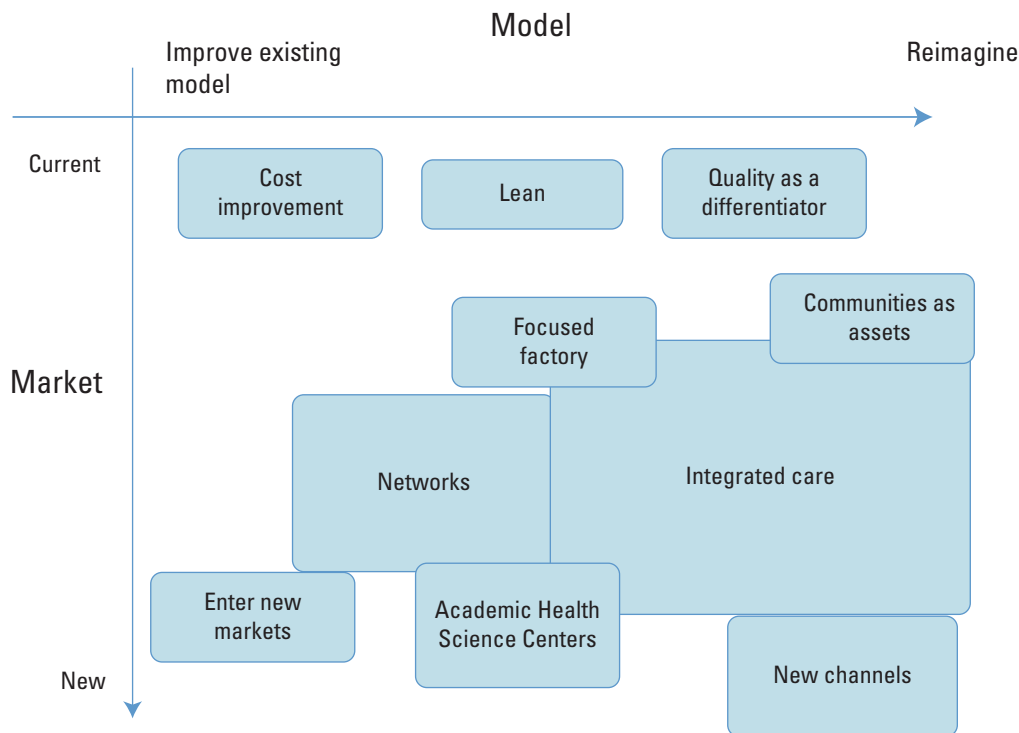 Model
Improve existing
model
Reimagine
Current
Cost
improvement
Lean
Quality as a
differentiator
Communities as
assets
Focused
factory
Market
Networks
Integrated care
Enter new
markets
Academic Health
Science Centers
New channels
New